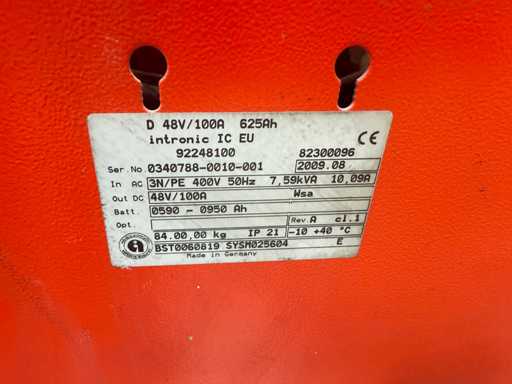 D 48V/100A 625Ah
intronic IC EU
92248100 82300096
Ser.No. 0340788-0010-001 2009.08
In AC 3N/PE 400V 50Hz 7,59kVA 10,09A
Out DC 48V/100A Wsa
Batt. 0590 - 0950 Ah
Opt. Rev. A cl.1
84.00,00 kg IP 21 -10 +40 °C
BST0060819 SYSM025604 E
Made in Germany
CE